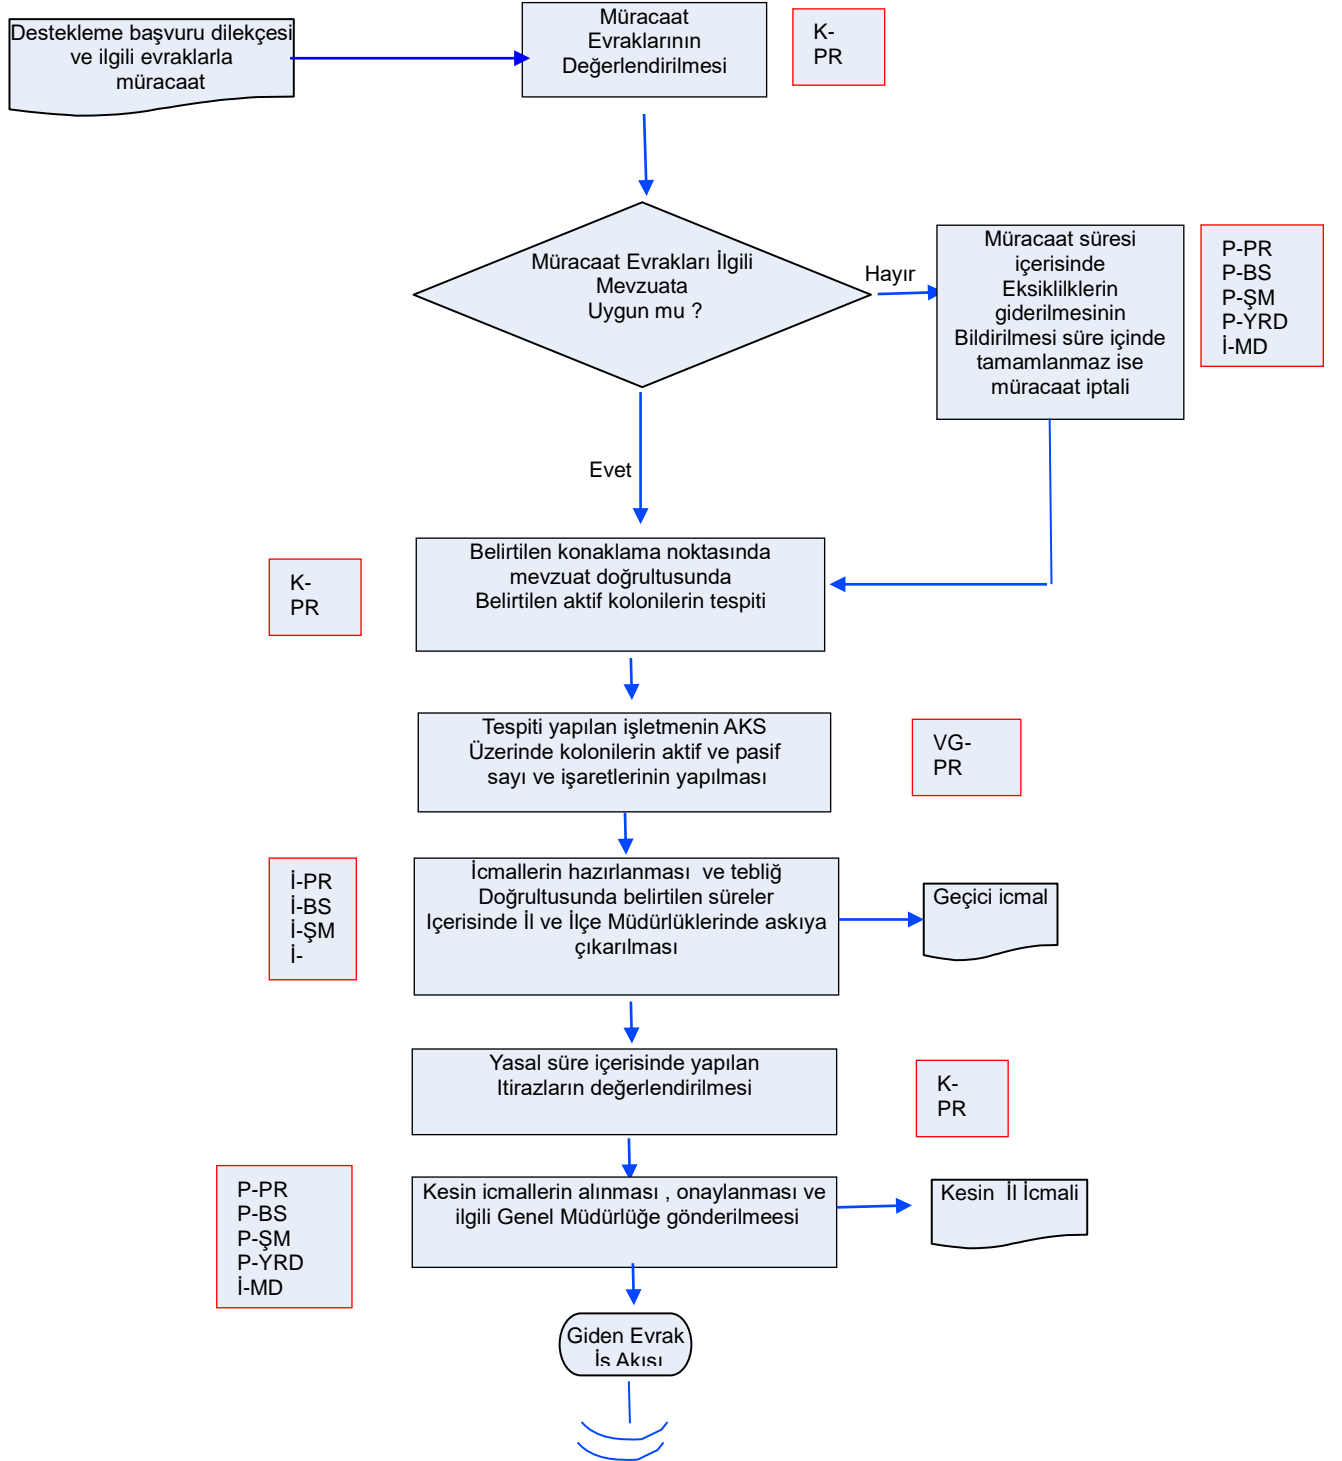 Destekleme başvuru dilekçesi
ve ilgili evraklarla
müracaat
Müracaat
Evraklarının
Değerlendirilmesi
K-
PR
Müracaat Evrakları İlgili
Mevzuata
Uygun mu ?
Hayır
Müracaat süresi
içerisinde
Eksikliklerin
giderilmesinin
Bildirilmesi süre içinde
tamamlanmaz ise
müracaat iptali
P-PR
P-BS
P-ŞM
P-YRD
İ-MD
Evet
Belirtilen konaklama noktasında
mevzuat doğrultusunda
Belirtilen aktif kolonilerin tespiti
K-
PR
Tespiti yapılan işletmenin AKS
Üzerinde kolonilerin aktif ve pasif
sayı ve işaretlerinin yapılması
VG-
PR
İ-PR
İ-BS
İ-ŞM
İ-
İcmallerin hazırlanması  ve tebliğ
Doğrultusunda belirtilen süreler
Içerisinde İl ve İlçe Müdürlüklerinde askıya
çıkarılması
Geçici icmal
Yasal süre içerisinde yapılan
Itirazların değerlendirilmesi
K-
PR
P-PR
P-BS
P-ŞM
P-YRD
İ-MD
Kesin icmallerin alınması , onaylanması ve
ilgili Genel Müdürlüğe gönderilmeesi
Kesin  İl İcmali
Giden Evrak
İş Akışı